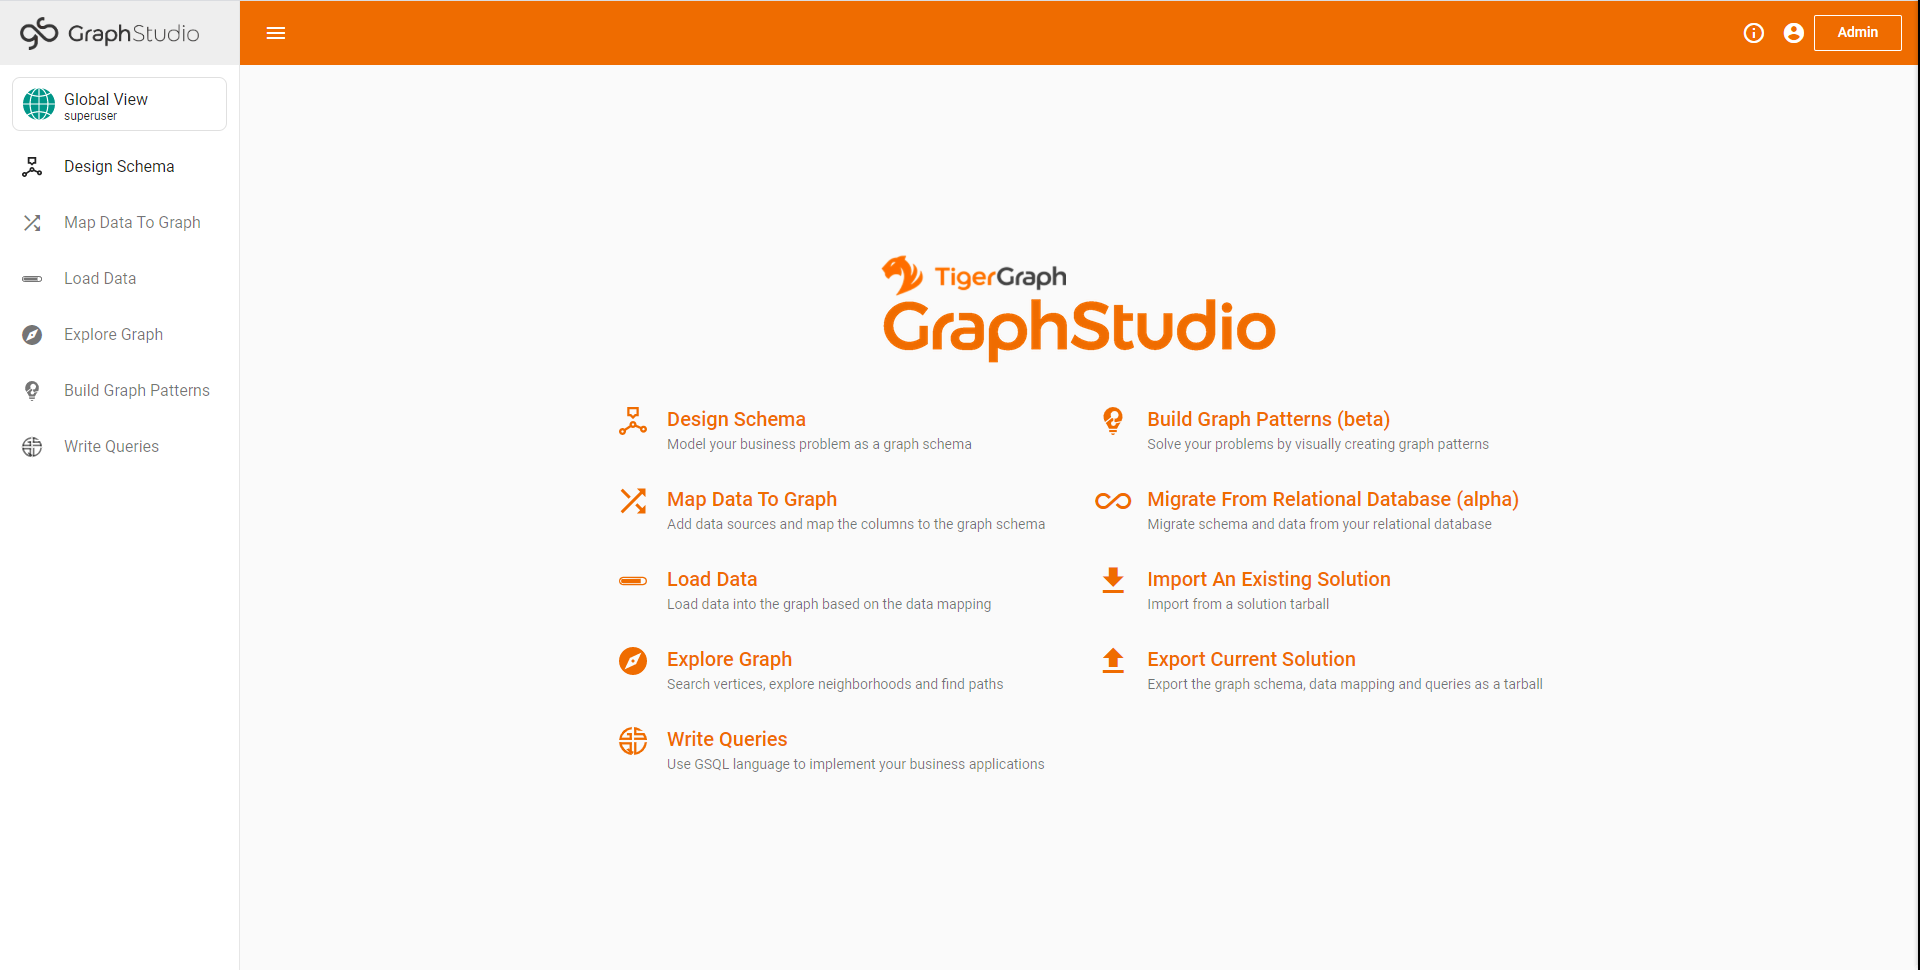 GraphStudio
Admin
Global View
superuser
Design Schema
Map Data To Graph
Load Data
Explore Graph
Build Graph Patterns
Write Queries
TigerGraph
GraphStudio
Design Schema
Model your business problem as a graph schema
Map Data To Graph
Add data sources and map the columns to the graph schema
Load Data
Load data into the graph based on the data mapping
Explore Graph
Search vertices, explore neighborhoods and find paths
Write Queries
Use GSQL language to implement your business applications
Build Graph Patterns (beta)
Solve your problems by visually creating graph patterns
Migrate From Relational Database (alpha)
Migrate schema and data from your relational database
Import An Existing Solution
Import from a solution tarball
Export Current Solution
Export the graph schema, data mapping and queries as a tarball